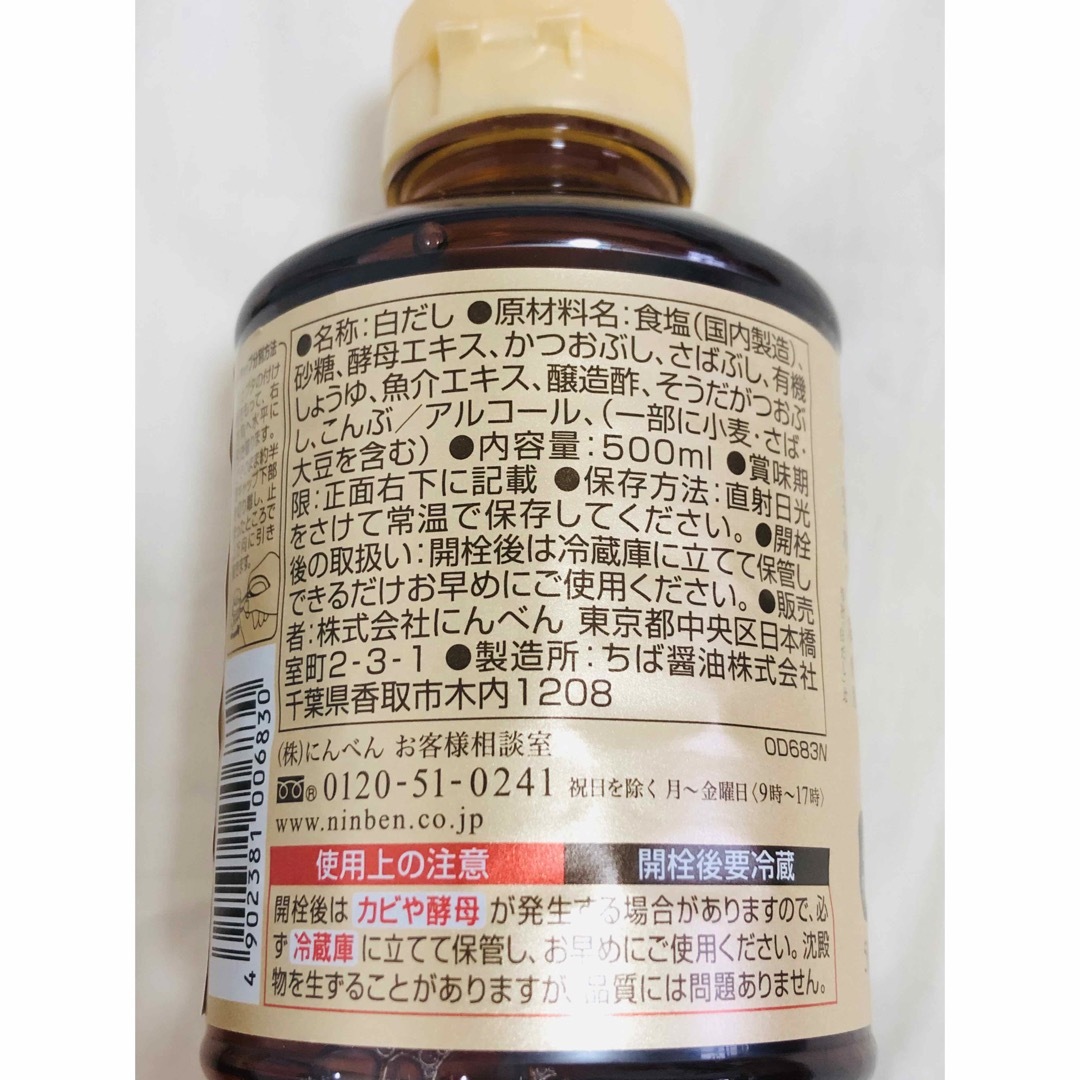 ●名称:白だし ●原材料名:食塩(国内製造)、
砂糖、酵母エキス、かつおぶし、さばぶし、有機
しょうゆ、魚介エキス、醸造酢、そうだがつおぶ
し、こんぶ/アルコール、(一部に小麦・さば・
大豆を含む) ●内容量:500ml ●賞味期
限:正面右下に記載 ●保存方法:直射日光
をさけて常温で保存してください。●開栓
後の取扱い:開栓後は冷蔵庫に立てて保管し
できるだけお早めにご使用ください。●販売
者:株式会社にんべん 東京都中央区日本橋
室町2-3-1 ●製造所:ちば醤油株式会社
千葉県香取市木内1208
(株)にんべん お客様相談室
OD683N
0120-51-0241 祝日を除く 月〜金曜日〈9時〜17時〉
www.ninben.co.jp
使用上の注意
開栓後要冷蔵
開栓後は カビや酵母 が発生する場合がありますので、必
ず 冷蔵庫 に立てて保管し、お早めにご使用ください。沈殿
物を生ずることがありますが、品質には問題ありません。
4902381006830